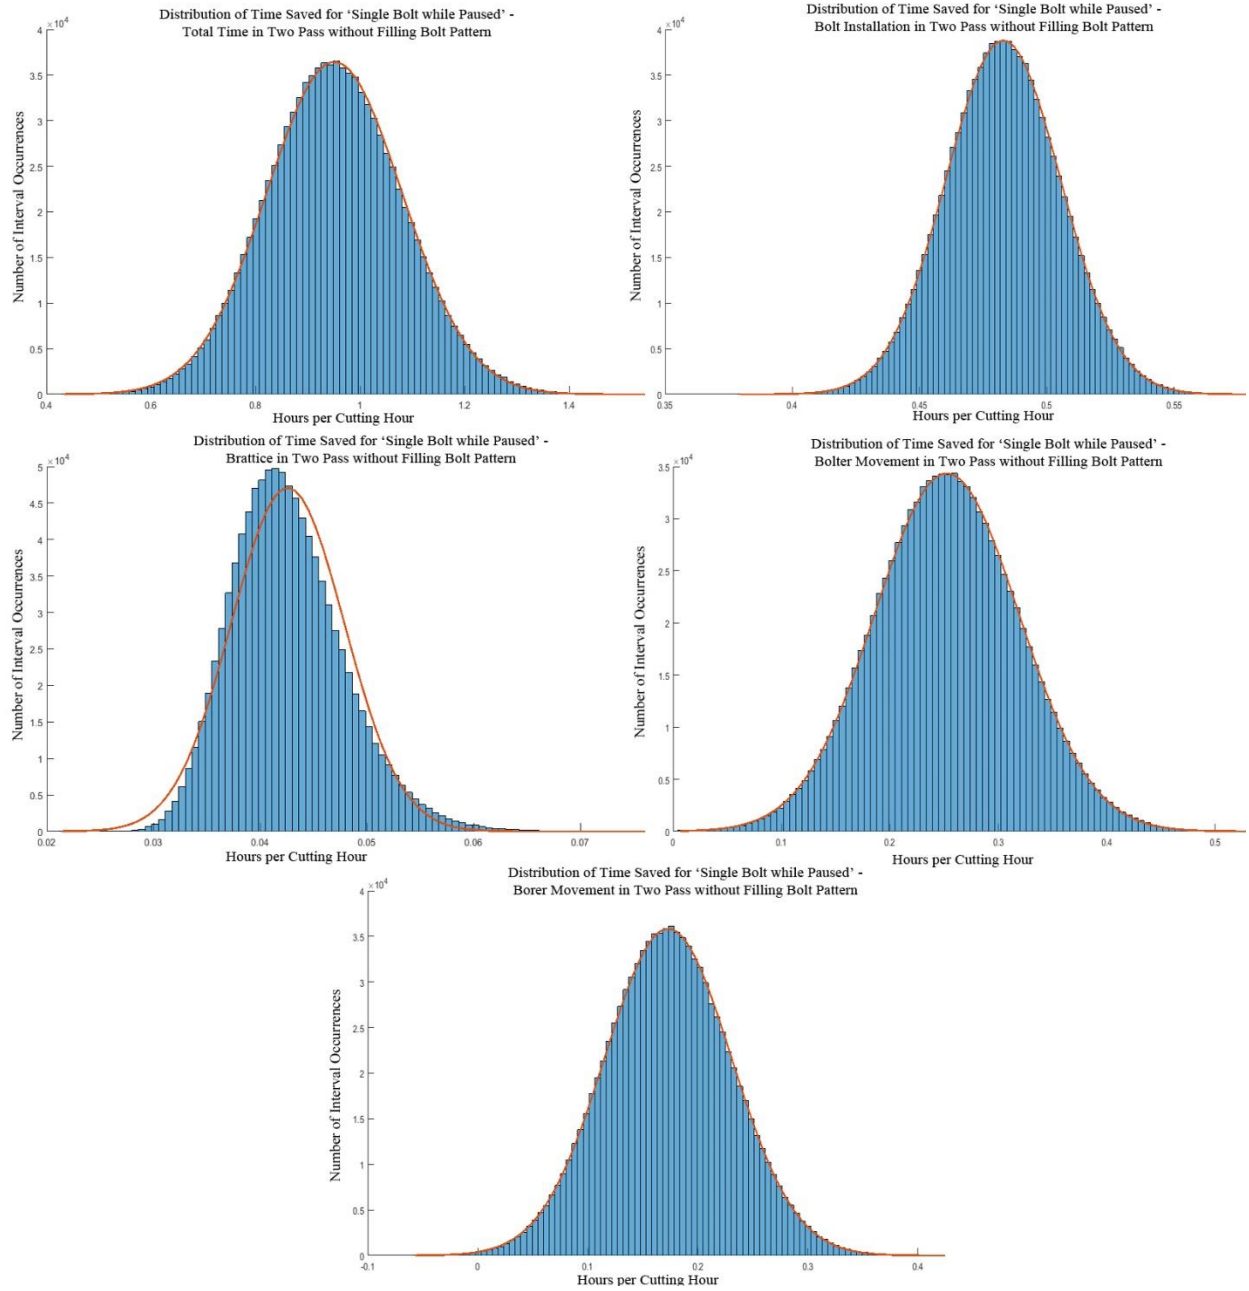 Distribution of Time Saved for ‘Single Bolt while Paused’ -
Total Time in Two Pass without Filling Bolt Pattern
×10⁴
4
3.5
3
2.5
2
1.5
1
0.5
0
Number of Interval Occurrences
0.4 0.6 0.8 1 1.2 1.4
Hours per Cutting Hour
Distribution of Time Saved for ‘Single Bolt while Paused’ -
Bolt Installation in Two Pass without Filling Bolt Pattern
×10⁴
4
3.5
3
2.5
2
1.5
1
0.5
0
Number of Interval Occurrences
0.35 0.4 0.45 0.5 0.55
Hours per Cutting Hour
Distribution of Time Saved for ‘Single Bolt while Paused’ -
Brattice in Two Pass without Filling Bolt Pattern
×10⁴
5
4.5
4
3.5
3
2.5
2
1.5
1
0.5
0
Number of Interval Occurrences
0.02 0.03 0.04 0.05 0.06 0.07
Hours per Cutting Hour
Distribution of Time Saved for ‘Single Bolt while Paused’ -
Bolter Movement in Two Pass without Filling Bolt Pattern
×10⁴
3.5
3
2.5
2
1.5
1
0.5
0
Number of Interval Occurrences
0 0.1 0.2 0.3 0.4 0.5
Hours per Cutting Hour
Distribution of Time Saved for ‘Single Bolt while Paused’ -
Borer Movement in Two Pass without Filling Bolt Pattern
×10⁴
4
3.5
3
2.5
2
1.5
1
0.5
0
Number of Interval Occurrences
-0.1 0 0.1 0.2 0.3 0.4
Hours per Cutting Hour